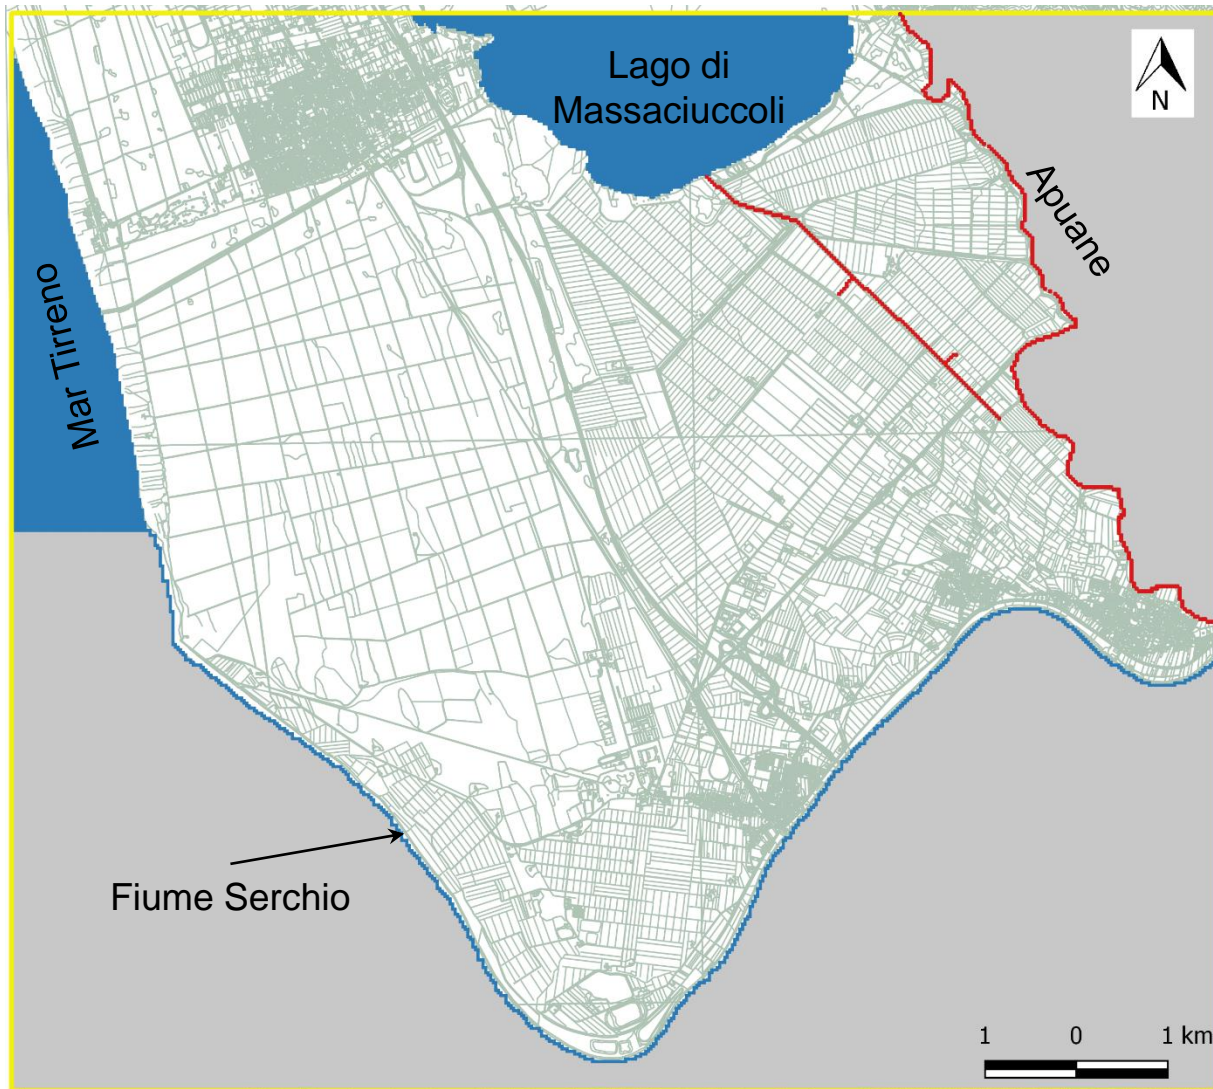 Lago di
Massaciuccoli
N
Apuane
Mar Tirreno
Fiume Serchio
1 0 1 km